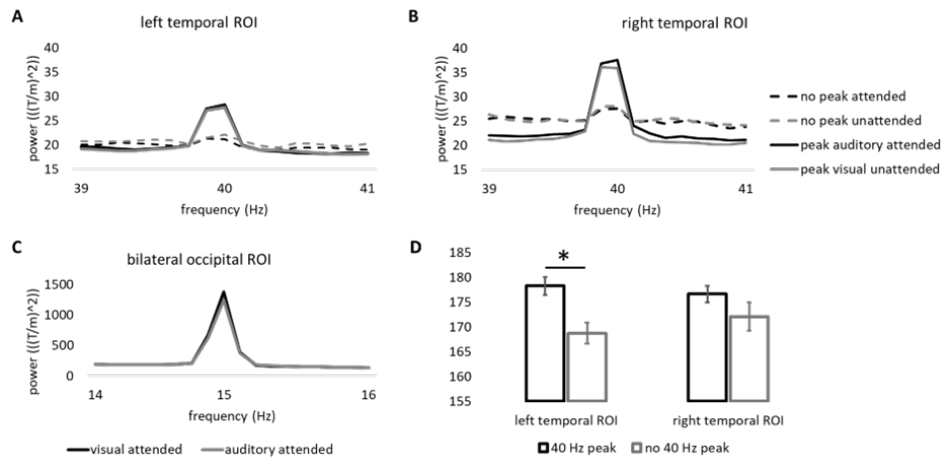 A
left temporal ROI
power (((T/m)^2))
40
35
30
25
20
15
39
40
41
frequency (Hz)
B
right temporal ROI
power (((T/m)^2))
40
35
30
25
20
15
39
40
41
frequency (Hz)
no peak attended
no peak unattended
peak auditory attended
peak visual unattended
C
bilateral occipital ROI
power (((T/m)^2))
1500
1000
500
0
14
15
16
frequency (Hz)
visual attended
auditory attended
D
185
180
175
170
165
160
155
*
left temporal ROI
right temporal ROI
40 Hz peak
no 40 Hz peak